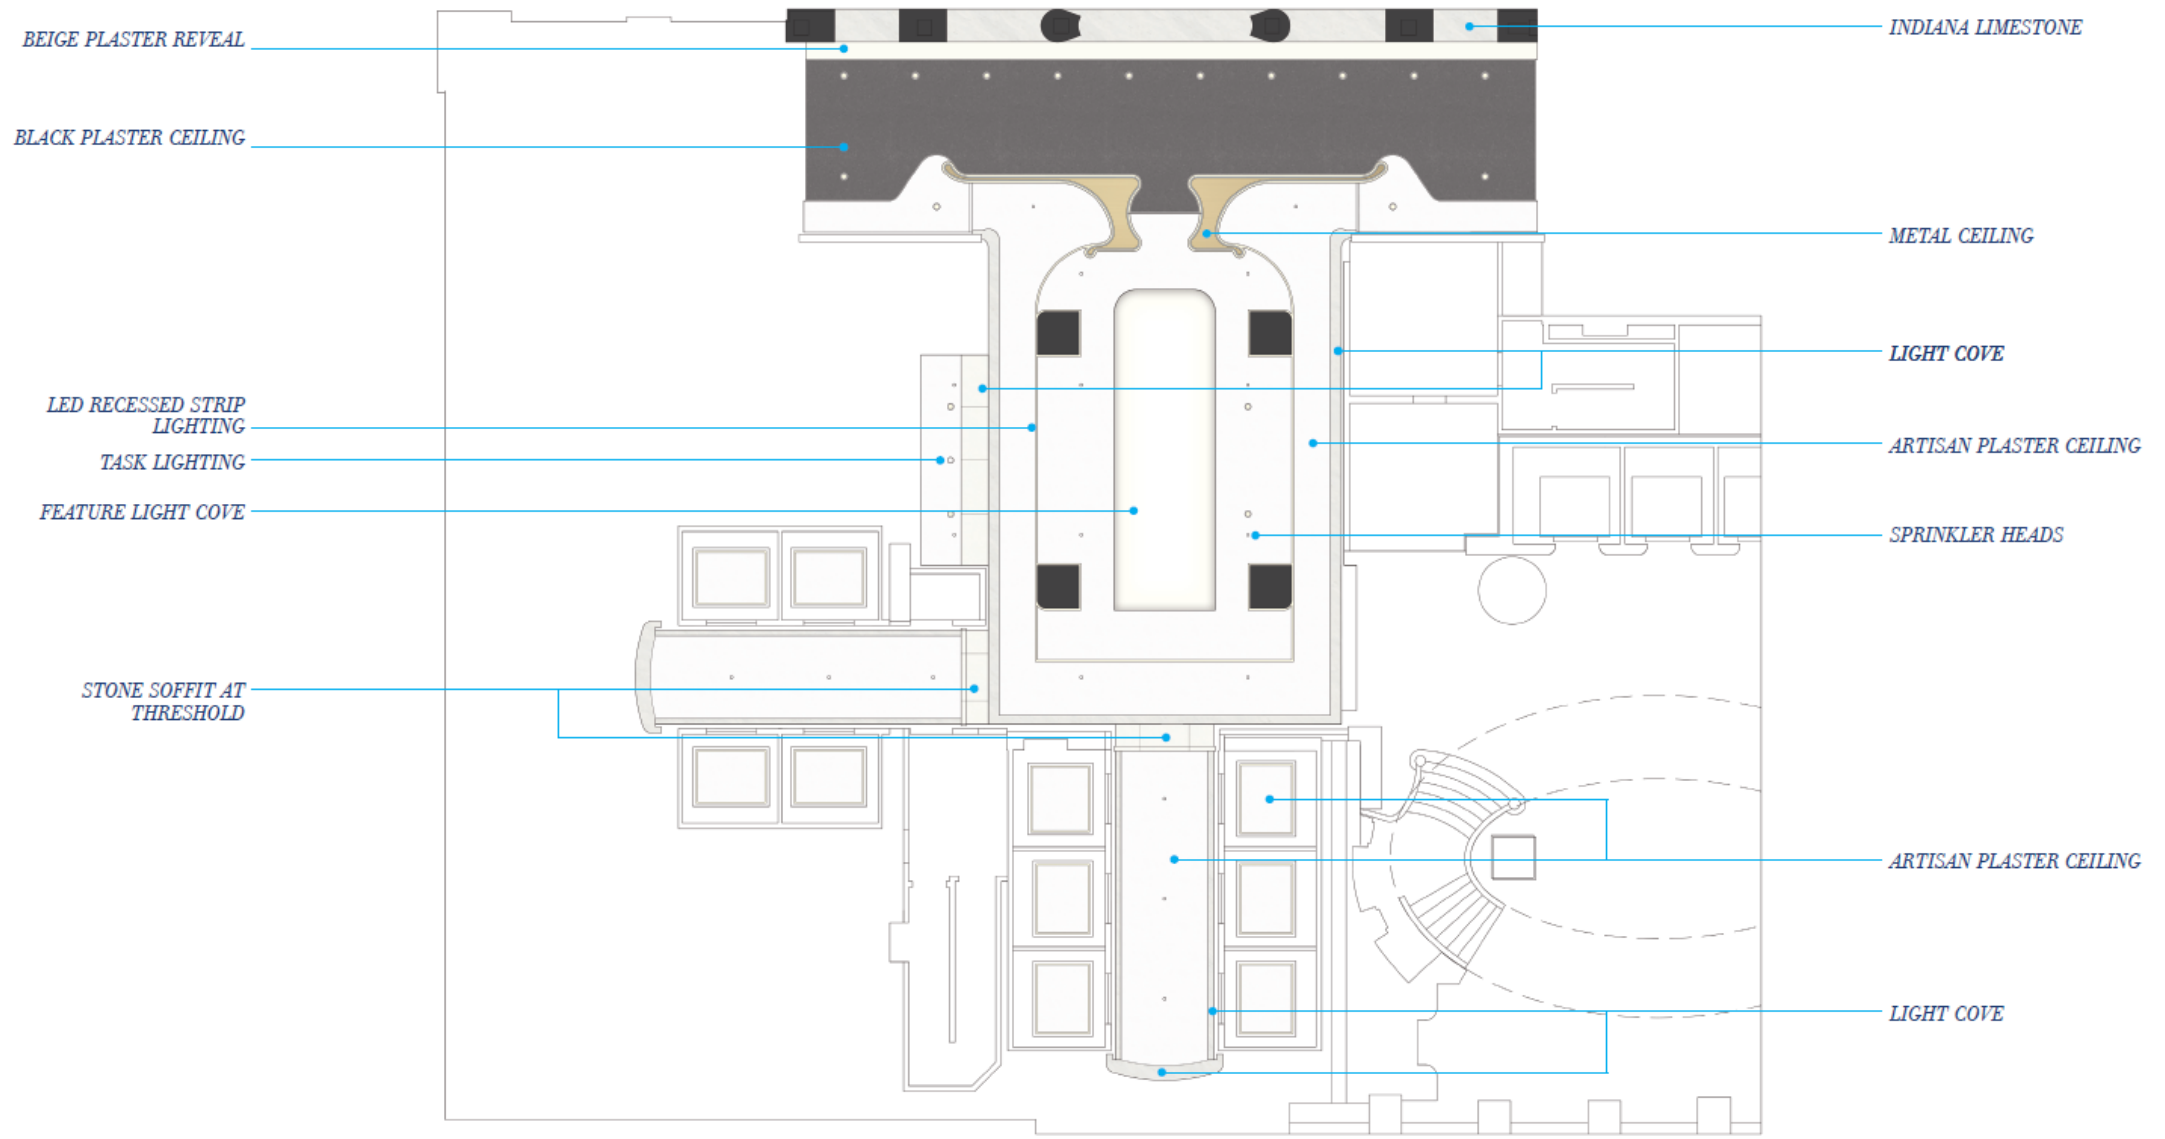 BEIGE PLASTER REVEAL
BLACK PLASTER CEILING
LED RECESSED STRIP
LIGHTING
TASK LIGHTING
FEATURE LIGHT COVE
STONE SOFFIT AT
THRESHOLD
INDIANA LIMESTONE
METAL CEILING
LIGHT COVE
ARTISAN PLASTER CEILING
SPRINKLER HEADS
ARTISAN PLASTER CEILING
LIGHT COVE